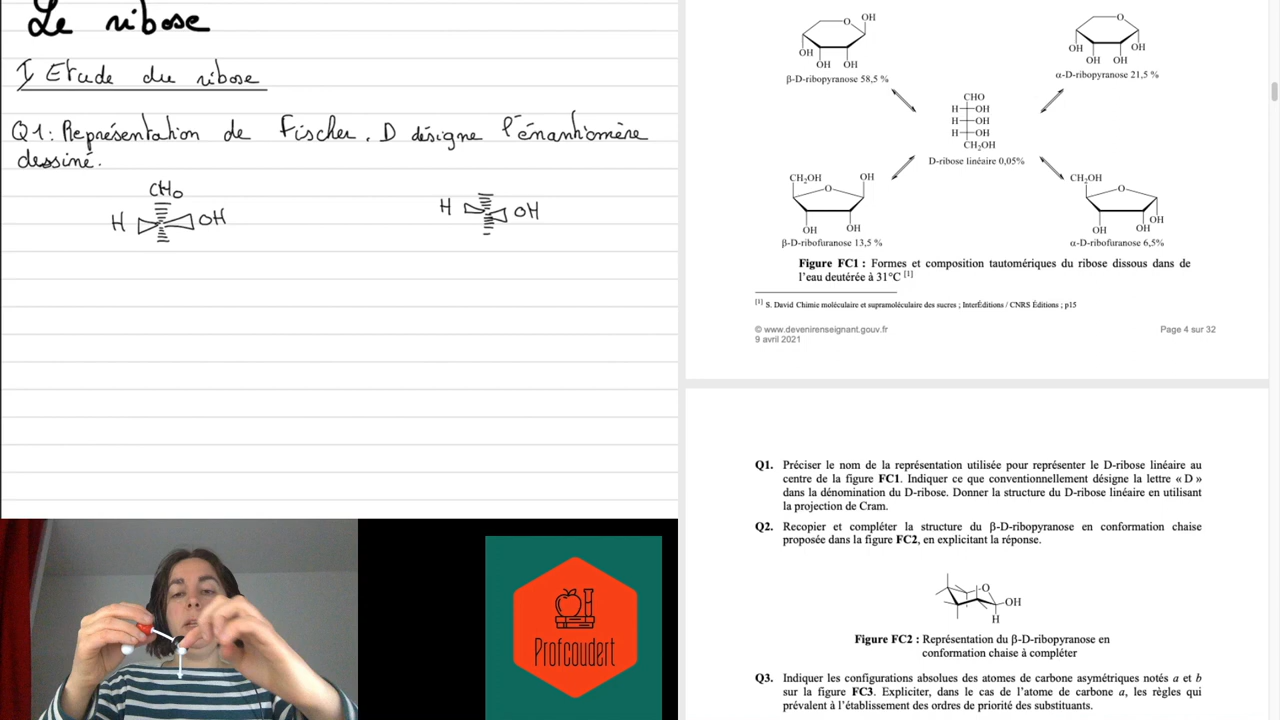 Le ribose
I Etude du ribose
Q1: Représentation de Fischer. D désigne l'énantiomère
dessiné.
CHO
H OH
H OH
OH
O
OH
OH OH
β-D-ribopyranose 58,5 %
O
OH OH
OH OH
α-D-ribopyranose 21,5 %
CHO
H OH
H OH
H OH
CH2OH
D-ribose linéaire 0,05%
CH2OH OH
O
OH OH
β-D-ribofuranose 13,5 %
CH2OH
O
OH
OH OH
α-D-ribofuranose 6,5%
Figure FC1 : Formes et composition tautomériques du ribose dissous dans de
l'eau deutérée à 31°C [1]
[1] S. David Chimie moléculaire et supramoléculaire des sucres ; InterÉditions / CNRS Éditions ; p15
© www.devenirenseignant.gouv.fr Page 4 sur 32
9 avril 2021
Q1. Préciser le nom de la représentation utilisée pour représenter le D-ribose linéaire au
centre de la figure FC1. Indiquer ce que conventionnellement désigne la lettre « D »
dans la dénomination du D-ribose. Donner la structure du D-ribose linéaire en utilisant
la projection de Cram.
Q2. Recopier et compléter la structure du β-D-ribopyranose en conformation chaise
proposée dans la figure FC2, en explicitant la réponse.
O
OH
H
Figure FC2 : Représentation du β-D-ribopyranose en
conformation chaise à compléter
Q3. Indiquer les configurations absolues des atomes de carbone asymétriques notés a et b
sur la figure FC3. Expliciter, dans le cas de l'atome de carbone a, les règles qui
prévalent à l'établissement des ordres de priorité des substituants.
Profcoudert